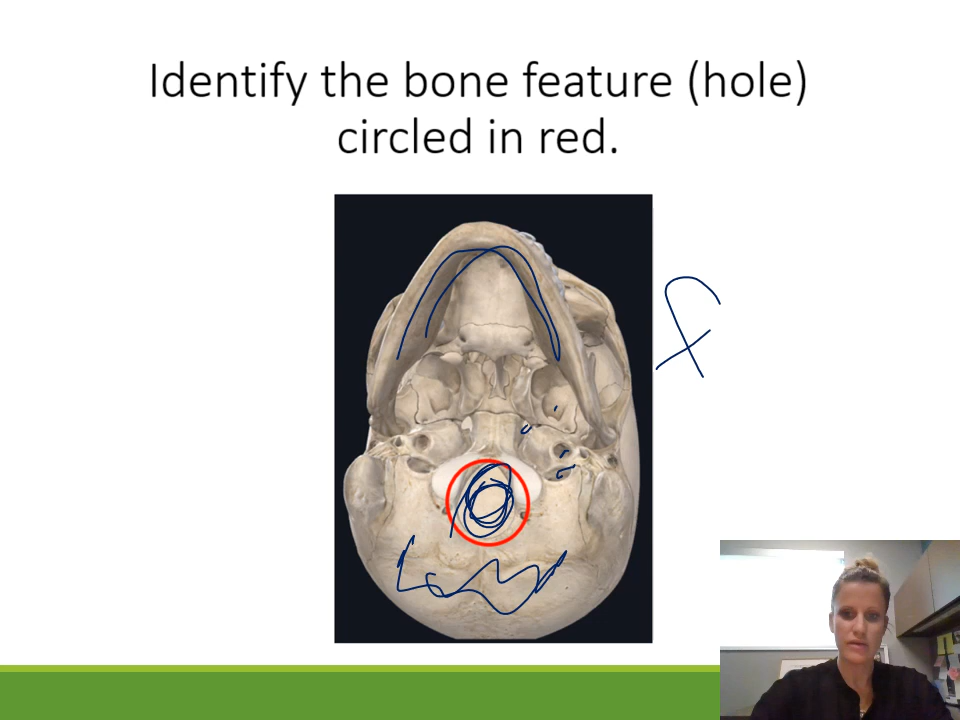 Identify the bone feature (hole)
circled in red.